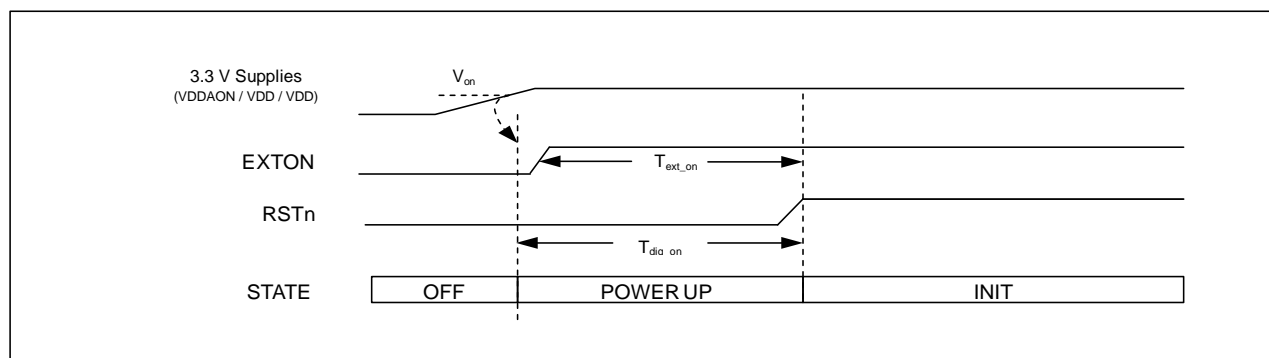 3.3 V Supplies
(VDDAON / VDD / VDD)
Von
EXTON
Text_on
RSTn
Tdig_on
STATE
OFF
POWER UP
INIT